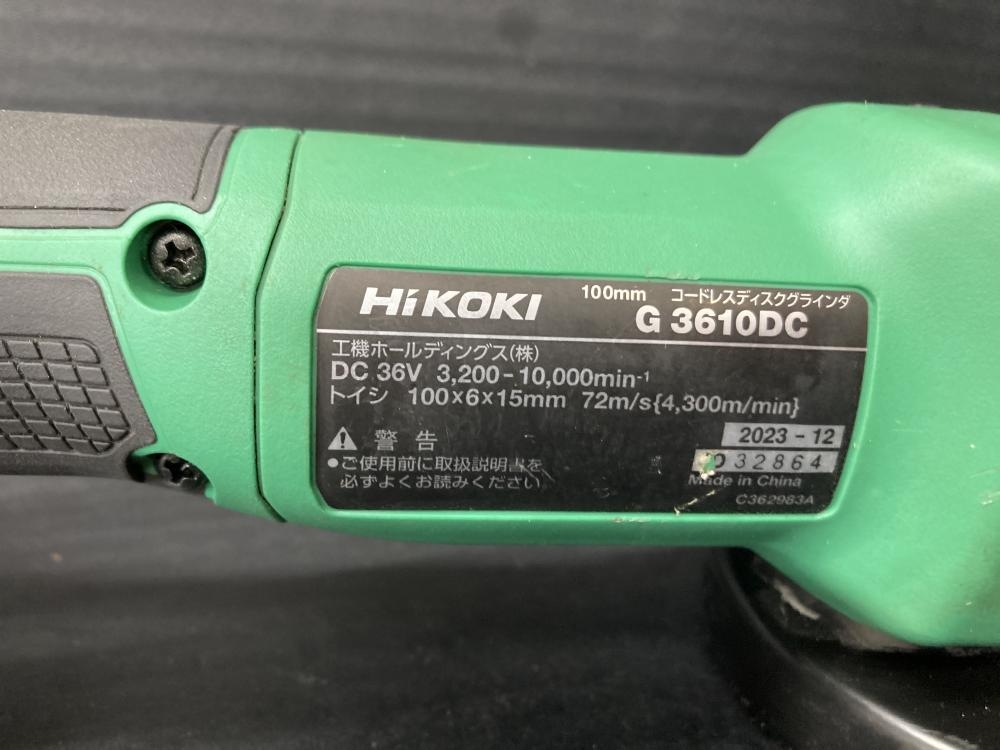 HiKOKI
100mm コードレスディスクグラインダ
G 3610DC
工機ホールディングス(株)
DC 36V 3,200-10,000min-1
トイシ 100×6×15mm 72m/s{4,300m/min}
2023-12
32864
警告
●ご使用前に取扱説明書を
必ずよくお読みください
Made in China
C362983A